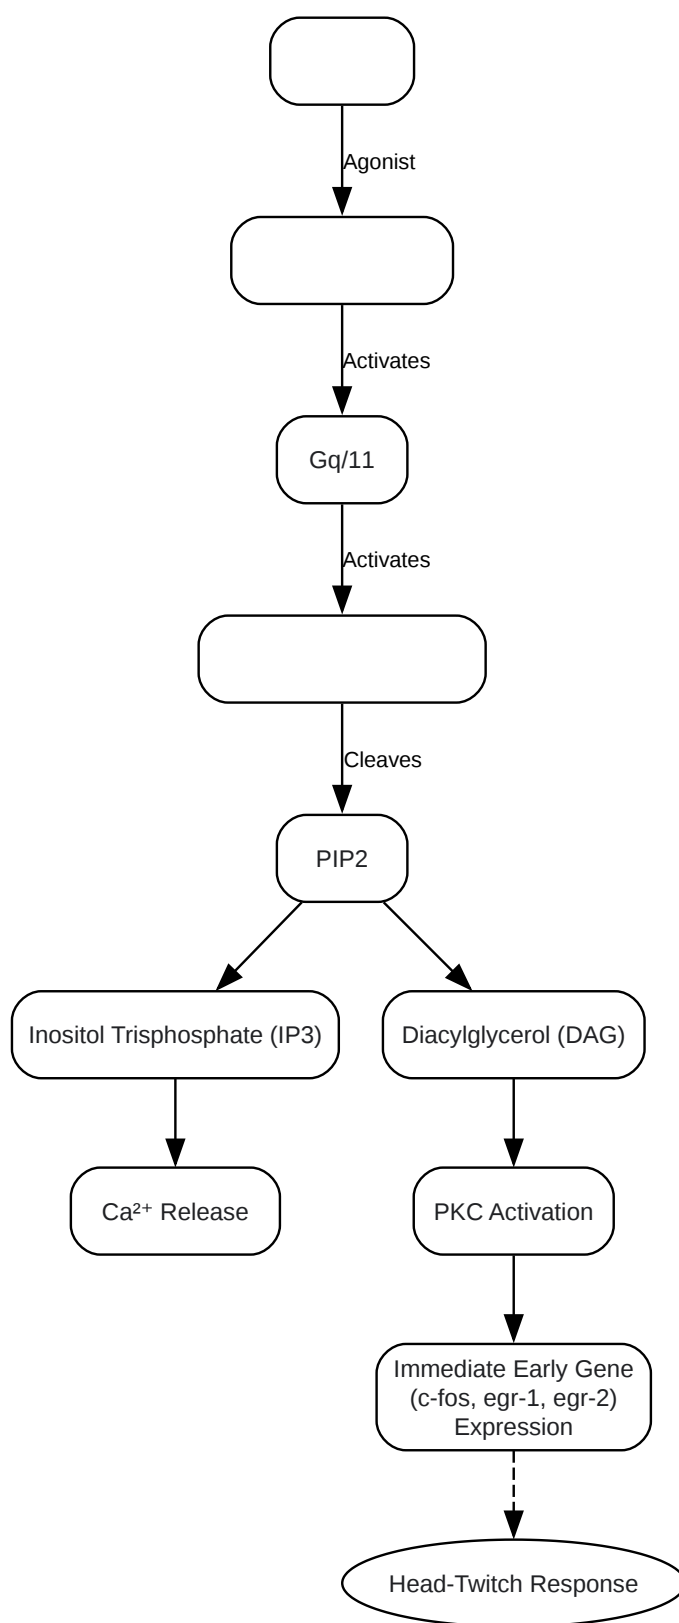 Agonist
Activates
Gq/11
Activates
Cleaves
PIP2
Inositol Trisphosphate (IP3)
Diacylglycerol (DAG)
Ca²⁺ Release
PKC Activation
Immediate Early Gene
(c-fos, egr-1, egr-2)
Expression
Head-Twitch Response